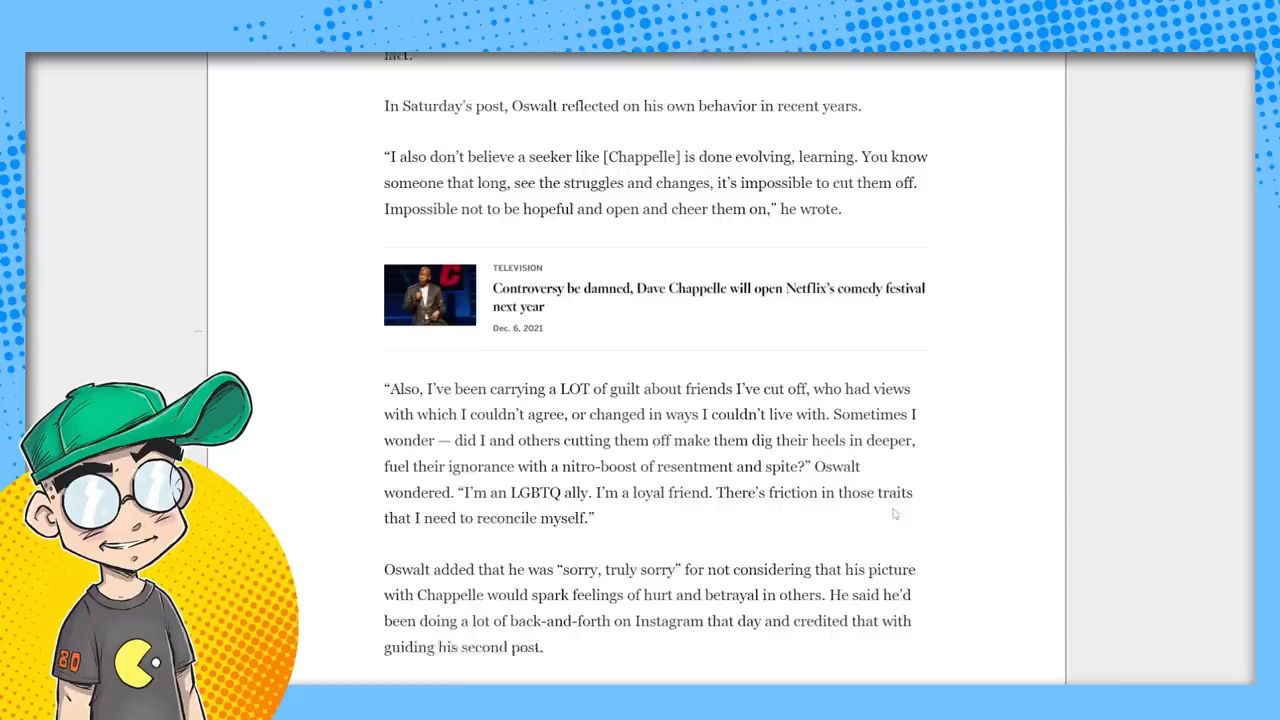 fact.
In Saturday's post, Oswalt reflected on his own behavior in recent years.
“I also don't believe a seeker like [Chappelle] is done evolving, learning. You know
someone that long, see the struggles and changes, it's impossible to cut them off.
Impossible not to be hopeful and open and cheer them on,” he wrote.
TELEVISION
Controversy be damned, Dave Chappelle will open Netflix's comedy festival
next year
Dec. 6, 2021
“Also, I've been carrying a LOT of guilt about friends I've cut off, who had views
with which I couldn't agree, or changed in ways I couldn't live with. Sometimes I
wonder — did I and others cutting them off make them dig their heels in deeper,
fuel their ignorance with a nitro-boost of resentment and spite?” Oswalt
wondered. “I'm an LGBTQ ally. I'm a loyal friend. There's friction in those traits
that I need to reconcile myself.”
Oswalt added that he was “sorry, truly sorry” for not considering that his picture
with Chappelle would spark feelings of hurt and betrayal in others. He said he'd
been doing a lot of back-and-forth on Instagram that day and credited that with
guiding his second post.
80